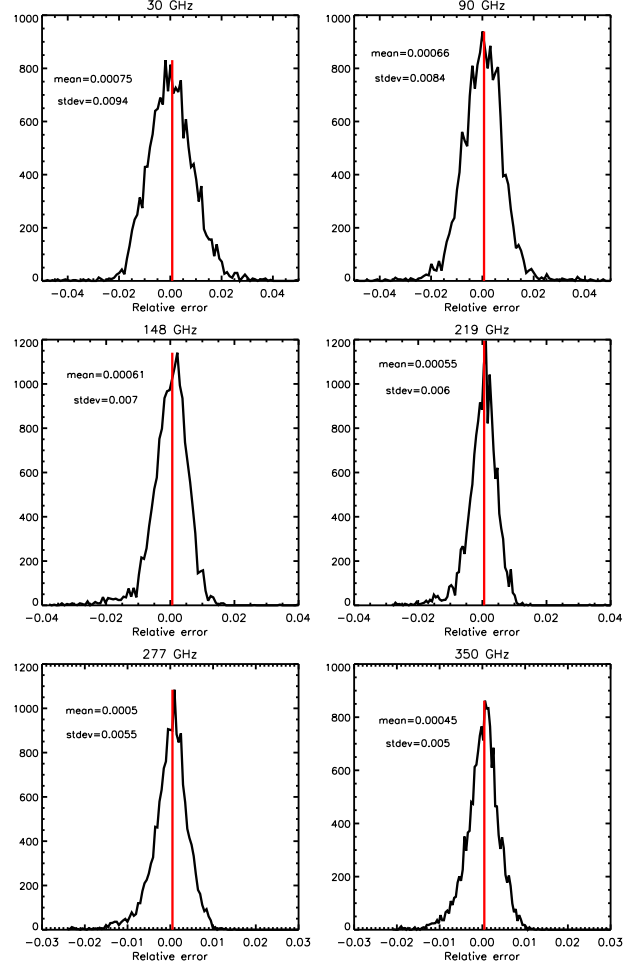 30 GHz
1000
800
600
400
200
0
mean=0.00075
stdev=0.0094
-0.04 -0.02 0.00 0.02 0.04
Relative error
90 GHz
1000
800
600
400
200
0
mean=0.00066
stdev=0.0084
-0.04 -0.02 0.00 0.02 0.04
Relative error
148 GHz
1200
1000
800
600
400
200
0
mean=0.00061
stdev=0.007
-0.04 -0.02 0.00 0.02 0.04
Relative error
219 GHz
1200
1000
800
600
400
200
0
mean=0.00055
stdev=0.006
-0.04 -0.02 0.00 0.02 0.04
Relative error
277 GHz
1200
1000
800
600
400
200
0
mean=0.0005
stdev=0.0055
-0.03 -0.02 -0.01 0.00 0.01 0.02 0.03
Relative error
350 GHz
1000
800
600
400
200
0
mean=0.00045
stdev=0.005
-0.03 -0.02 -0.01 0.00 0.01 0.02 0.03
Relative error